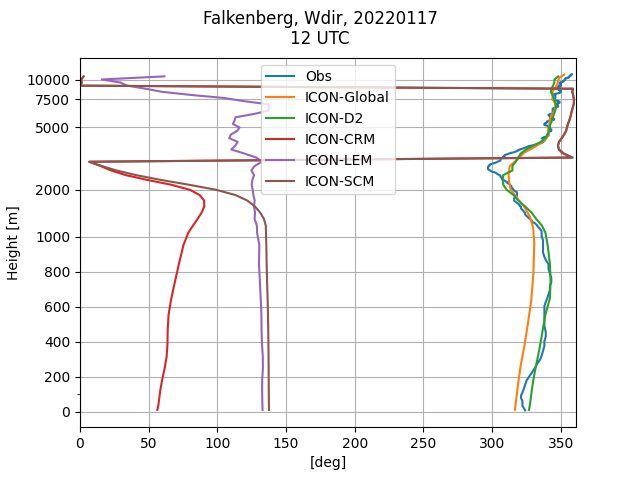 Falkenberg, Wdir, 20220117
12 UTC
Height [m]
10000
7500
5000
2000
1000
800
600
400
200
0
Obs
ICON-Global
ICON-D2
ICON-CRM
ICON-LEM
ICON-SCM
0
50
100
150
200
250
300
350
[deg]